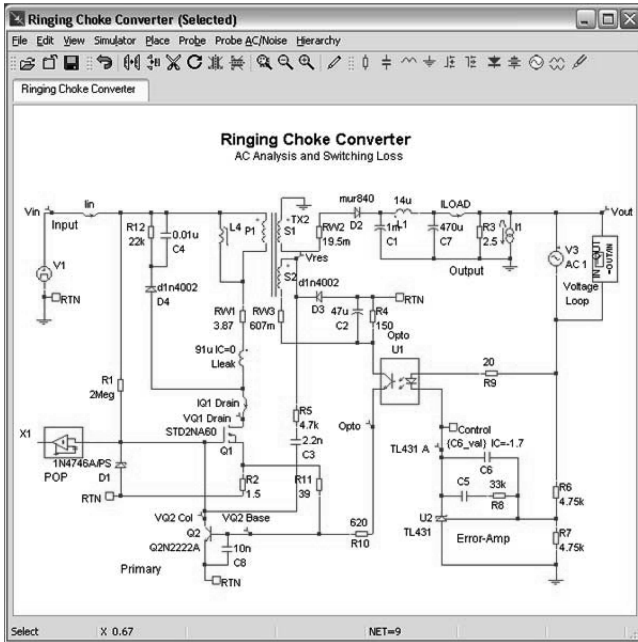 Ringing Choke Converter (Selected)
File Edit View Simulator Place Probe Probe AC/Noise Hierarchy
Ringing Choke Converter
Ringing Choke Converter
AC Analysis and Switching Loss
Vin
Iin
Input
R12
22k
0.01u
C4
L4
P1
TX2
S1
mur840
D2
14u
L1
ILOAD
Vout
RW2
19.5m
1m
C1
470u
C7
R3
2.5
I1
V3
AC 1
IN
OUT
=OUT/IN
Voltage
Loop
Output
Vres
S2
d1n4002
D3
RTN
V1
RTN
d1n4002
D4
RW1
3.87
RW3
607m
47u
C2
R4
150
Opto
U1
91u IC=0
Lleak
20
R9
R1
2Meg
IQ1 Drain
VQ1 Drain
STD2NA60
Q1
R5
4.7k
2.2n
C3
Opto
Control
{C6_val} IC=-1.7
TL431 A
C6
X1
1N4746A/PS
D1
POP
RTN
R2
1.5
R11
39
C5
33k
R8
R6
4.75k
VQ2 Col
VQ2 Base
Q2
Q2N2222A
10n
C8
620
R10
U2
TL431
Error-Amp
R7
4.75k
Primary
RTN
Select
X 0.67
NET=9